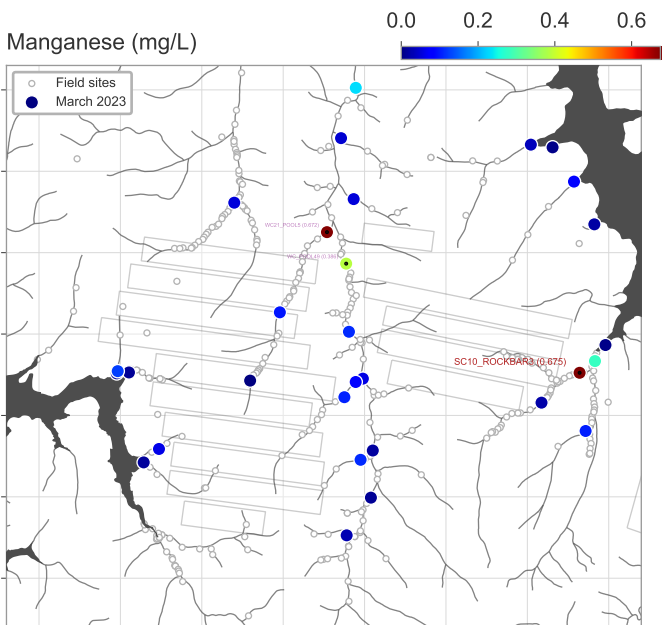 0.0 0.2 0.4 0.6
Manganese (mg/L)
Field sites
March 2023
WC21_POOL5 (0.672)
SC10_ROCKBAR3 (0.675)